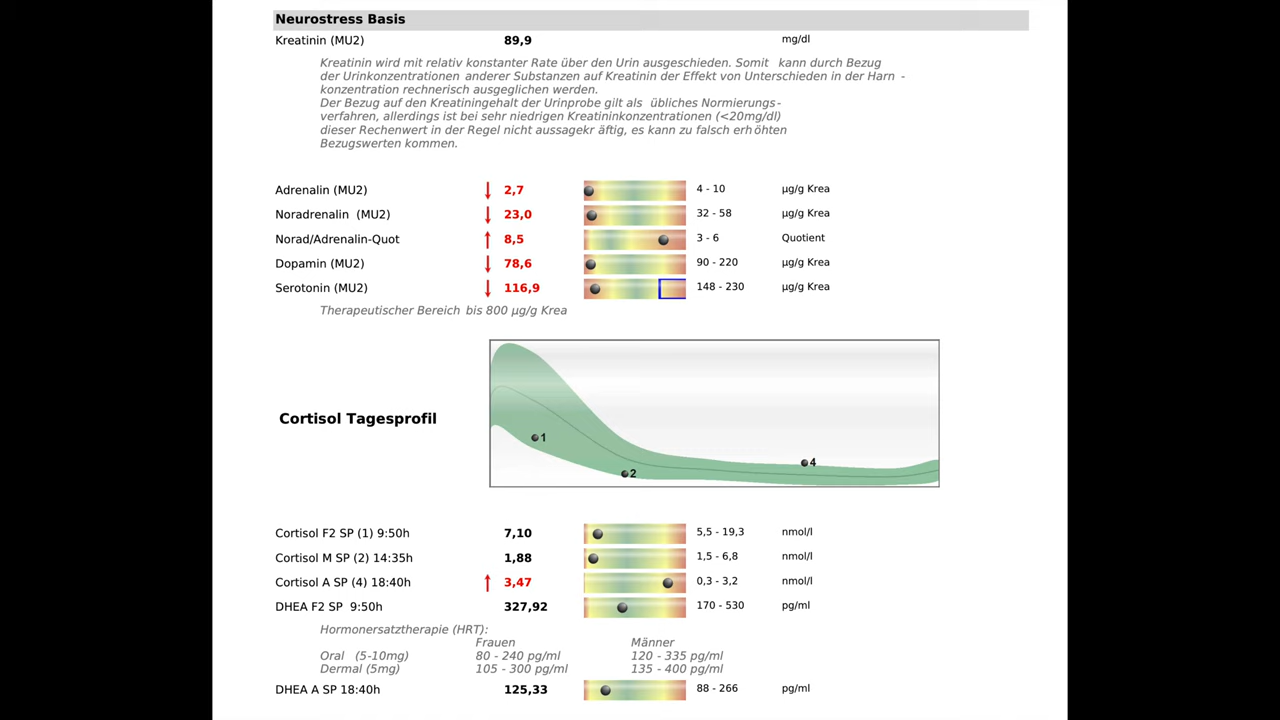 Neurostress Basis
Kreatinin (MU2) 89,9 mg/dl
Kreatinin wird mit relativ konstanter Rate über den Urin ausgeschieden. Somit kann durch Bezug
der Urinkonzentrationen anderer Substanzen auf Kreatinin der Effekt von Unterschieden in der Harn -
konzentration rechnerisch ausgeglichen werden.
Der Bezug auf den Kreatiningehalt der Urinprobe gilt als übliches Normierungs-
verfahren, allerdings ist bei sehr niedrigen Kreatininkonzentrationen (<20mg/dl)
dieser Rechenwert in der Regel nicht aussagekr äftig, es kann zu falsch erh öhten
Bezugswerten kommen.
Adrenalin (MU2) ↓ 2,7 4 - 10 µg/g Krea
Noradrenalin (MU2) ↓ 23,0 32 - 58 µg/g Krea
Norad/Adrenalin-Quot ↑ 8,5 3 - 6 Quotient
Dopamin (MU2) ↓ 78,6 90 - 220 µg/g Krea
Serotonin (MU2) ↓ 116,9 148 - 230 µg/g Krea
Therapeutischer Bereich bis 800 µg/g Krea
Cortisol Tagesprofil
1
2
4
Cortisol F2 SP (1) 9:50h 7,10 5,5 - 19,3 nmol/l
Cortisol M SP (2) 14:35h 1,88 1,5 - 6,8 nmol/l
Cortisol A SP (4) 18:40h ↑ 3,47 0,3 - 3,2 nmol/l
DHEA F2 SP 9:50h 327,92 170 - 530 pg/ml
Hormonersatztherapie (HRT):
Frauen Männer
Oral (5-10mg) 80 - 240 pg/ml 120 - 335 pg/ml
Dermal (5mg) 105 - 300 pg/ml 135 - 400 pg/ml
DHEA A SP 18:40h 125,33 88 - 266 pg/ml